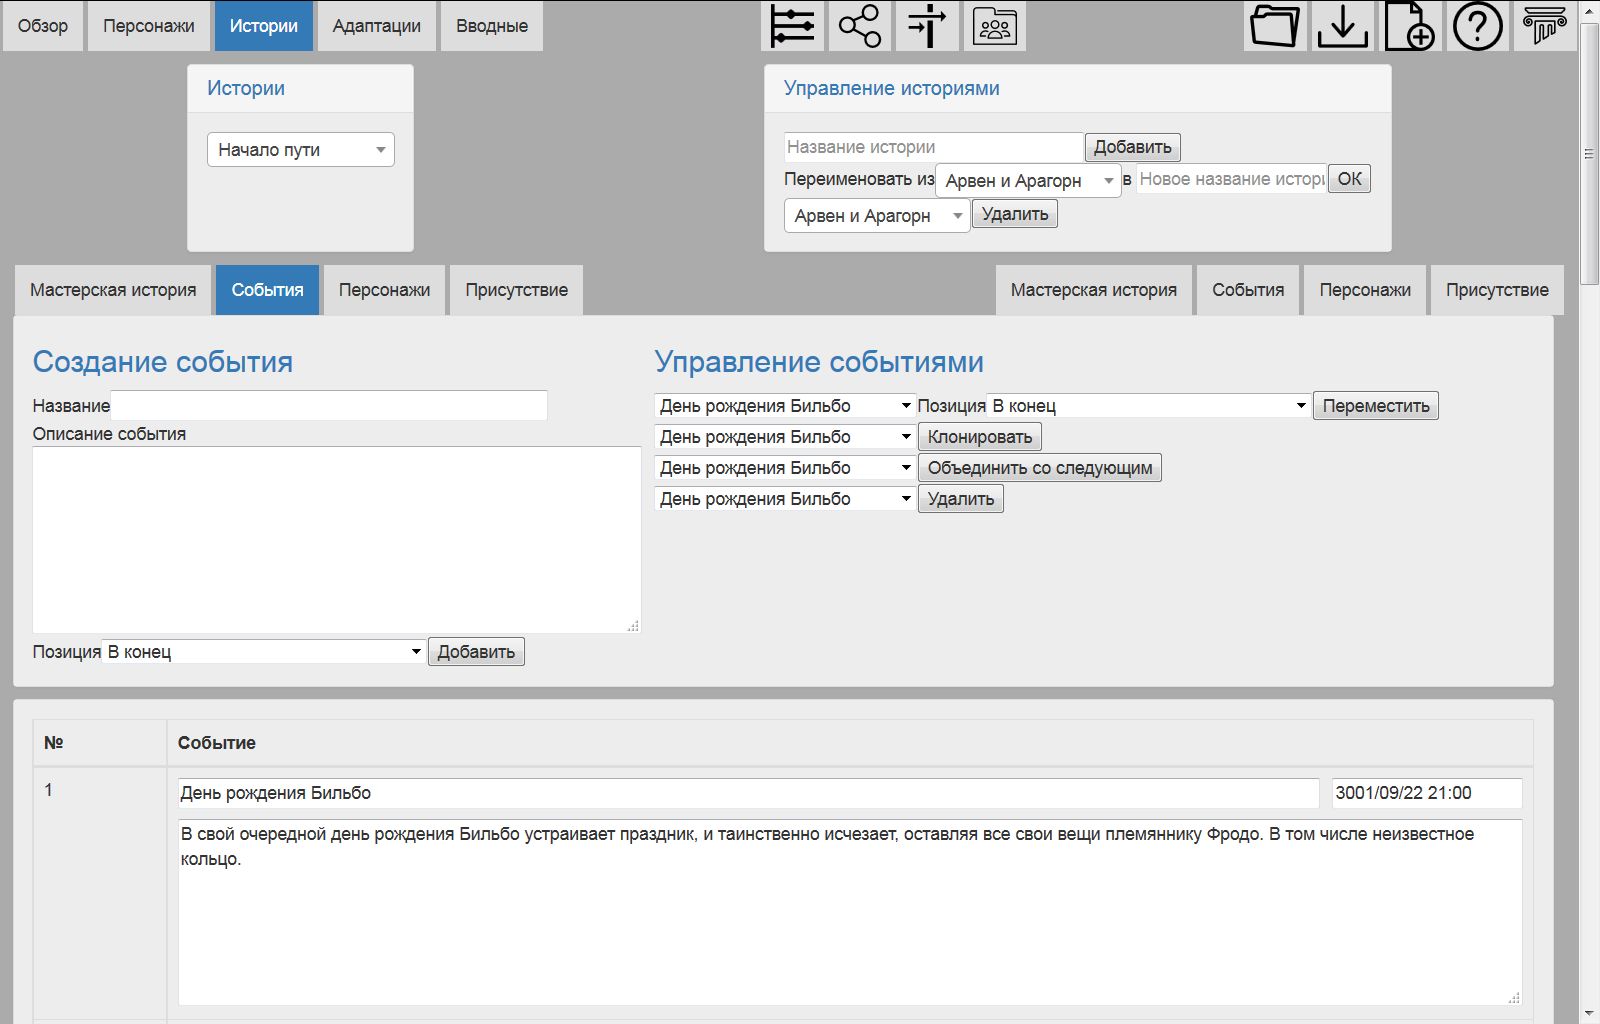 Обзор Персонажи Истории Адаптации Вводные
Истории
Начало пути
Управление историями
Название истории Добавить
Переименовать из Арвен и Арагорн в Новое название истори ОК
Арвен и Арагорн Удалить
Мастерская история События Персонажи Присутствие
Мастерская история События Персонажи Присутствие
Создание события
Название
Описание события
Позиция В конец Добавить
Управление событиями
День рождения Бильбо Позиция В конец Переместить
День рождения Бильбо Клонировать
День рождения Бильбо Объединить со следующим
День рождения Бильбо Удалить
№ Событие
1 День рождения Бильбо 3001/09/22 21:00
В свой очередной день рождения Бильбо устраивает праздник, и таинственно исчезает, оставляя все свои вещи племяннику Фродо. В том числе неизвестное
кольцо.